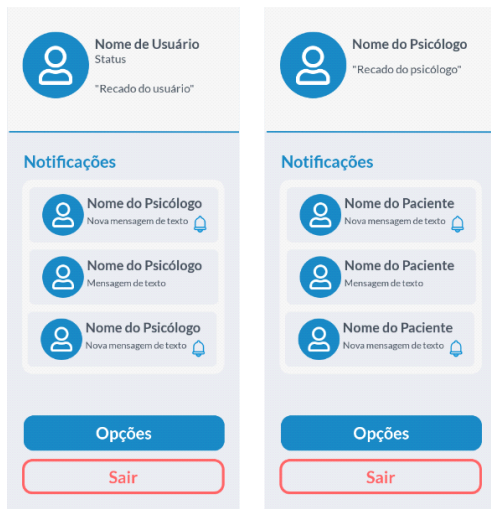 Nome de Usuário
Status
"Recado do usuário"
Notificações
Nome do Psicólogo
Nova mensagem de texto
Nome do Psicólogo
Mensagem de texto
Nome do Psicólogo
Nova mensagem de texto
Opções
Sair
Nome do Psicólogo
"Recado do psicólogo"
Notificações
Nome do Paciente
Nova mensagem de texto
Nome do Paciente
Mensagem de texto
Nome do Paciente
Nova mensagem de texto
Opções
Sair